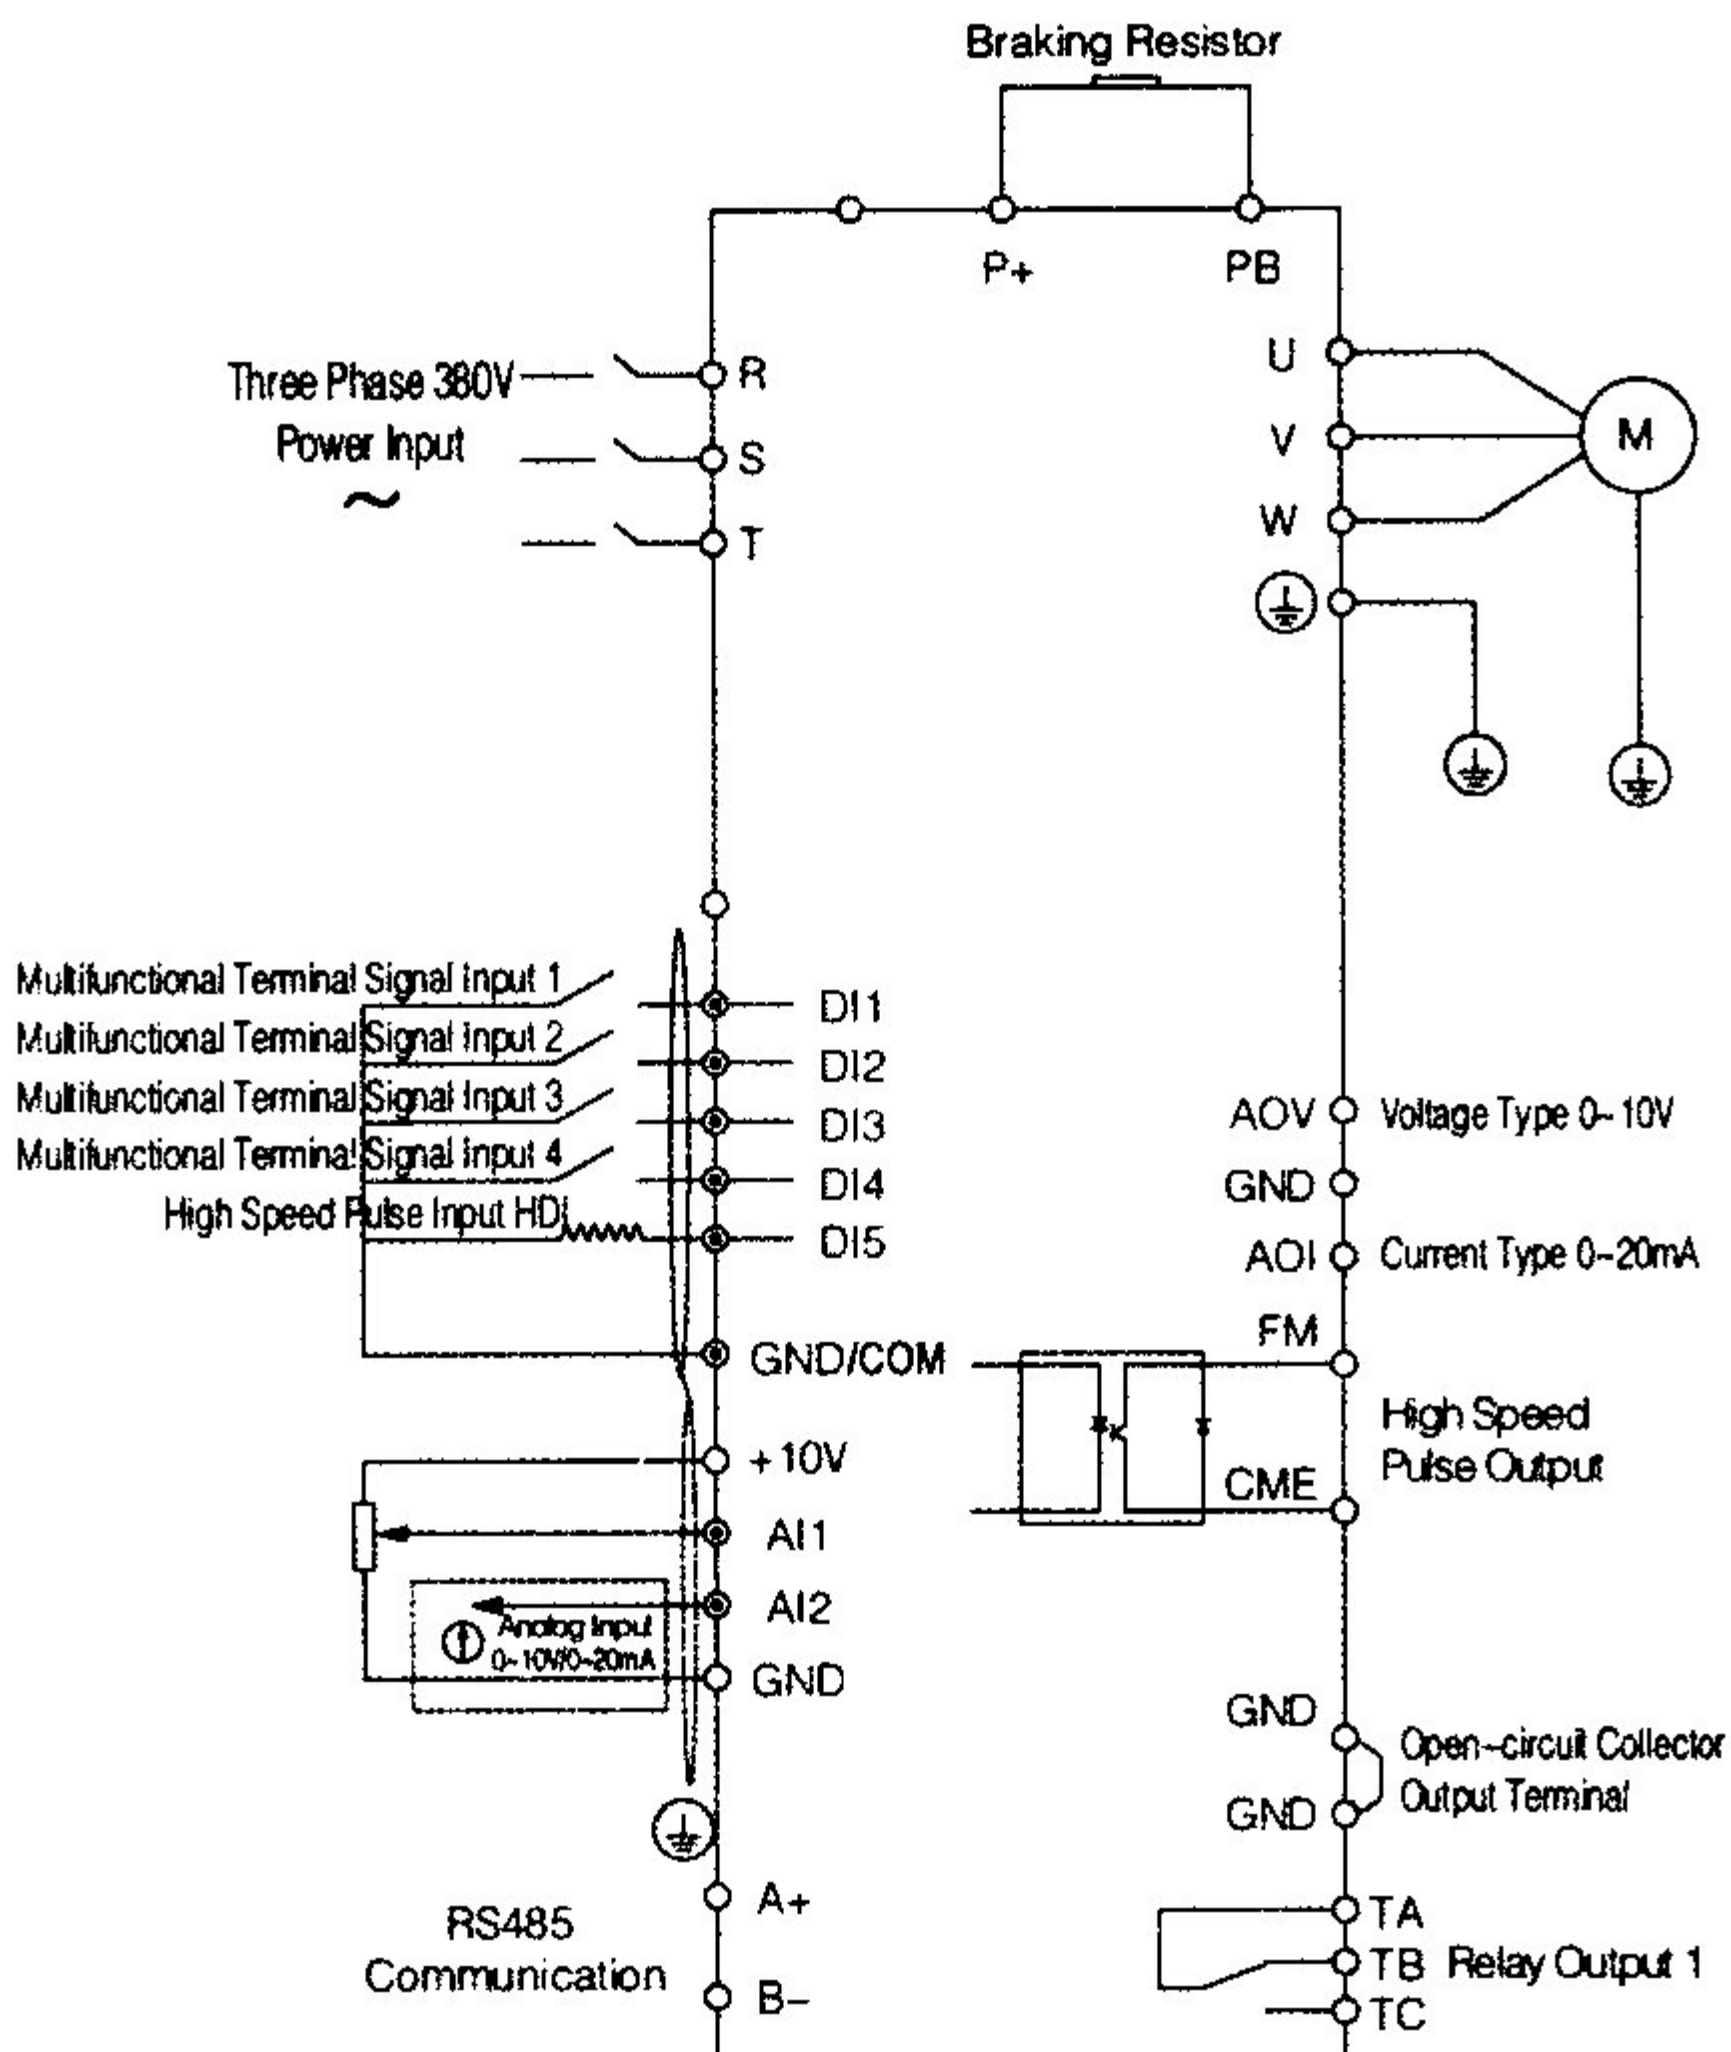 Braking Resistor
P+
PB
Three Phase 380V
Power Input
~
R
S
T
U
V
W
M
Multifunctional Terminal Signal Input 1
DI1
Multifunctional Terminal Signal Input 2
DI2
Multifunctional Terminal Signal Input 3
DI3
Multifunctional Terminal Signal Input 4
DI4
High Speed Pulse Input HDI
DI5
GND/COM
+10V
AI1
AI2
Analog Input
0~10V/0~20mA
GND
RS485
Communication
A+
B-
AOV
Voltage Type 0~10V
GND
AOI
Current Type 0~20mA
FM
High Speed
Pulse Output
CME
GND
Open-circuit Collector
Output Terminal
GND
TA
TB
Relay Output 1
TC